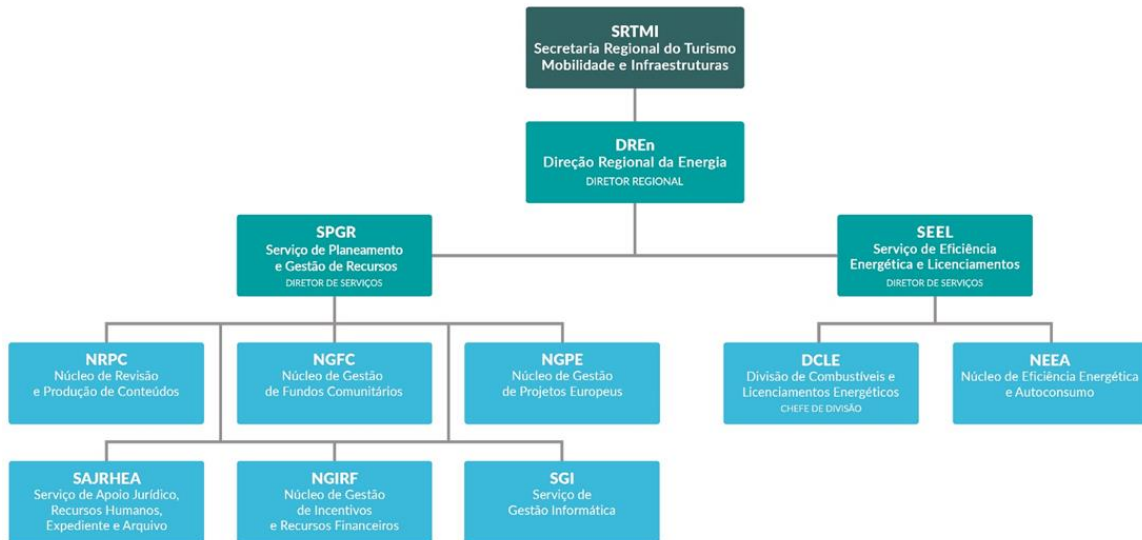 SRTMI
Secretaria Regional do Turismo
Mobilidade e Infraestruturas
DREn
Direção Regional da Energia
DIRETOR REGIONAL
SPGR
Serviço de Planeamento
e Gestão de Recursos
DIRETOR DE SERVIÇOS
SEEL
Serviço de Eficiência
Energética e Licenciamentos
DIRETOR DE SERVIÇOS
NRPC
Núcleo de Revisão
e Produção de Conteúdos
NGFC
Núcleo de Gestão
de Fundos Comunitários
NGPE
Núcleo de Gestão
de Projetos Europeus
DCLE
Divisão de Combustíveis e
Licenciamentos Energéticos
CHEFE DE DIVISÃO
NEEA
Núcleo de Eficiência Energética
e Autoconsumo
SAJRHEA
Serviço de Apoio Jurídico,
Recursos Humanos,
Expediente e Arquivo
NGIRF
Núcleo de Gestão
de Incentivos
e Recursos Financeiros
SGI
Serviço de
Gestão Informática